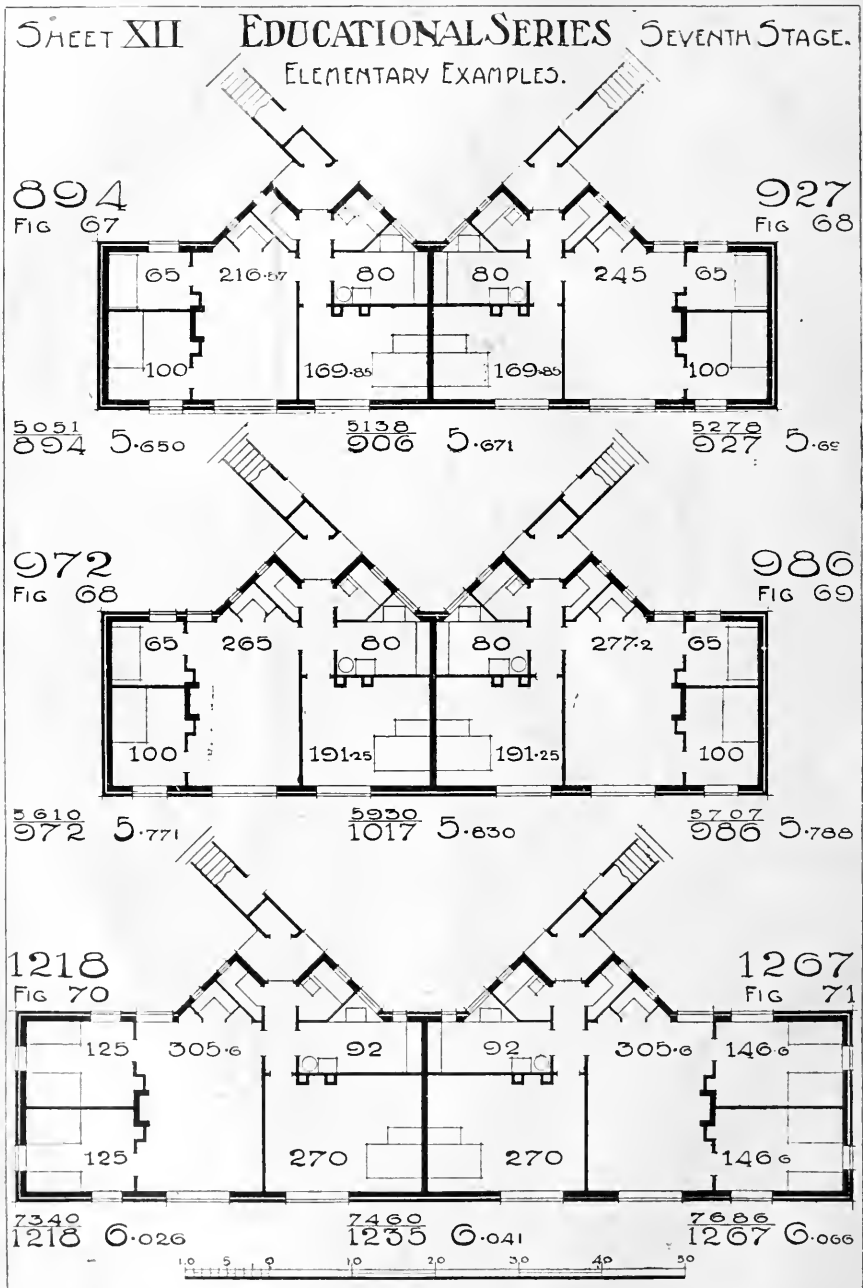 SHEET XII EDUCATIONAL SERIES SEVENTH STAGE.
ELEMENTARY EXAMPLES.
894 927
FIG 67 FIG 68
65 216.87 80 80 245 65
100 169.85 169.85 100
5051 5138 5278
894 5.650 906 5.671 927 5.69
972 986
FIG 68 FIG 69
65 265 80 80 277.2 65
100 191.25 191.25 100
5610 5930 5707
972 5.771 1017 5.830 986 5.788
1218 1267
FIG 70 FIG 71
125 305.6 92 92 305.6 146.6
125 270 270 146 6
7340 7460 7686
1218 6.026 1235 6.041 1267 6.066
10 5 0 10 20 30 40 50